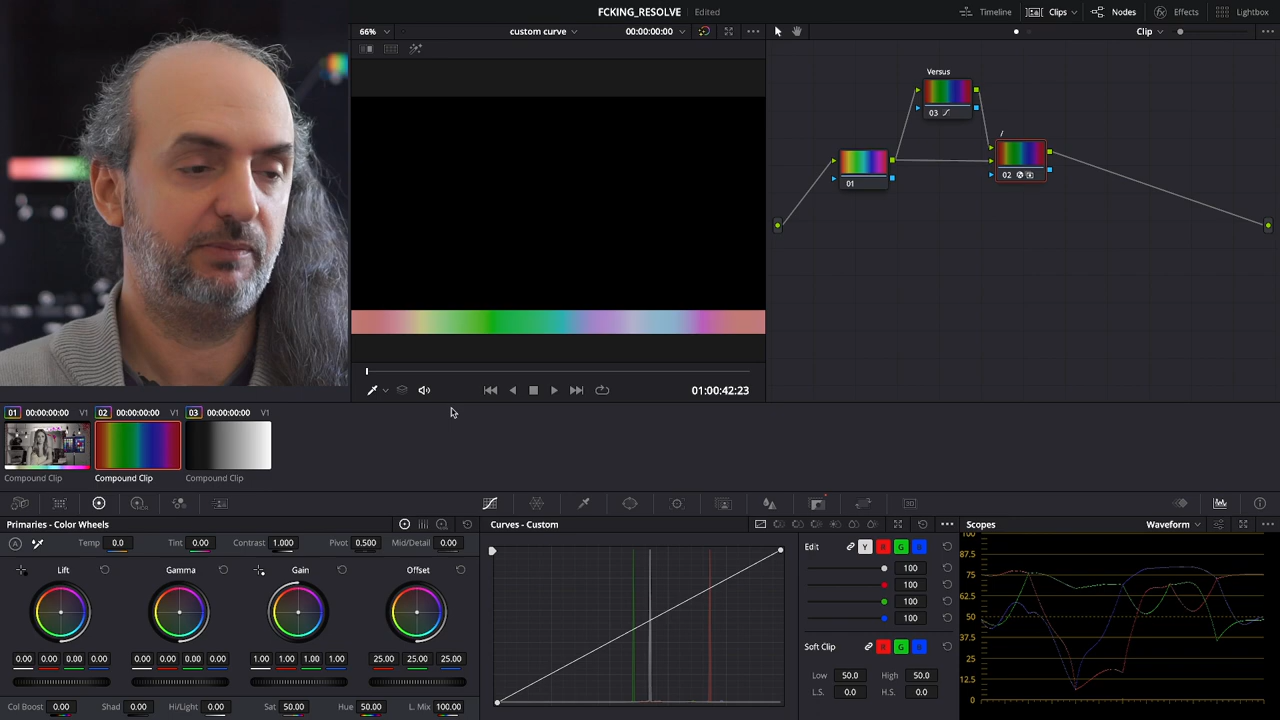 FCKING_RESOLVE Edited
Timeline Clips Nodes Effects Lightbox
66% custom curve 00:00:00:00 Clip
Versus
03
/
01
02
01:00:42:23
01 00:00:00:00 V1 02 00:00:00:00 V1 03 00:00:00:00 V1
Compound Clip Compound Clip Compound Clip
Primaries - Color Wheels Curves - Custom Scopes Waveform
Temp 0.0 Tint 0.00 Contrast 1.000 Pivot 0.500 Mid/Detail 0.00
Lift Gamma Gain Offset
0.00 0.00 0.00 0.00 0.00 0.00 0.00 0.00 1.00 1.00 1.00 1.00 25.00 25.00 25.00
Col Boost 0.00 Shad 0.00 Hi/Light 0.00 Sat Hue 50.00 L. Mix
Edit Y R G B
100
100
100
100
Soft Clip R G B
Low 50.0 High 50.0
L.S. 0.0 H.S. 0.0
100
87.5
75
62.5
50
37.5
25
12.5
0